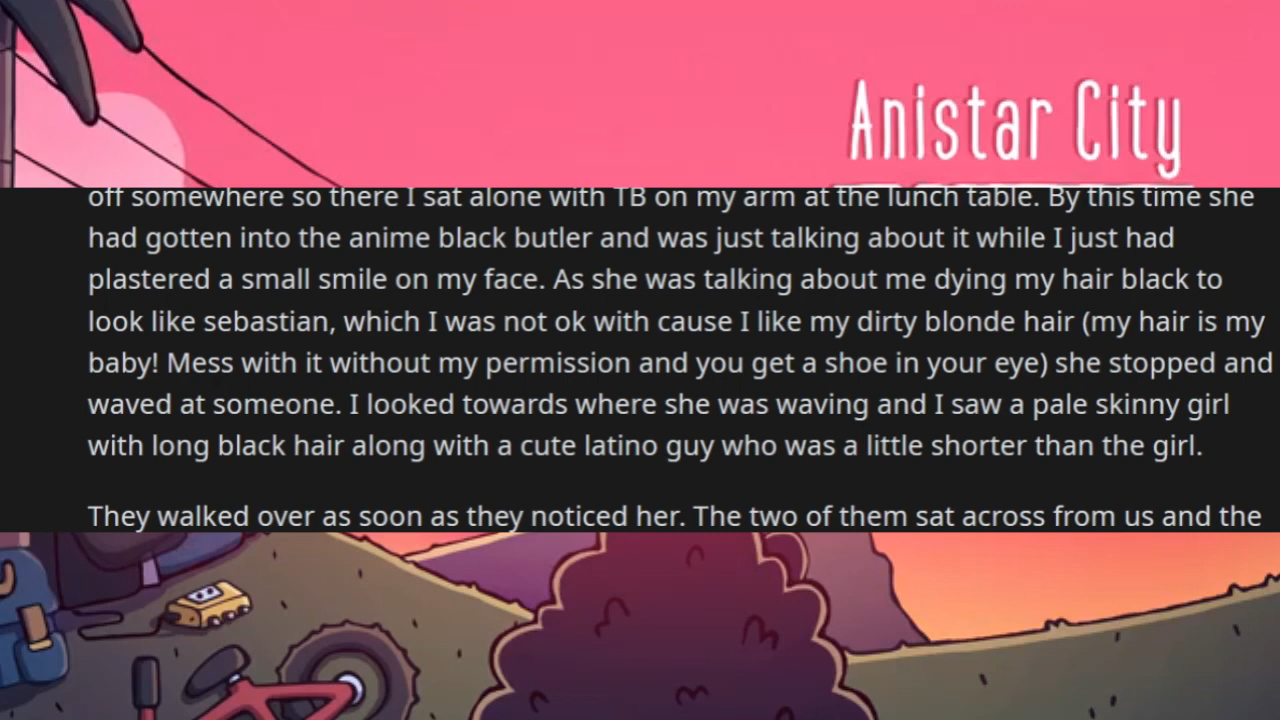 Anistar City
off somewhere so there I sat alone with TB on my arm at the lunch table. By this time she
had gotten into the anime black butler and was just talking about it while I just had
plastered a small smile on my face. As she was talking about me dying my hair black to
look like sebastian, which I was not ok with cause I like my dirty blonde hair (my hair is my
baby! Mess with it without my permission and you get a shoe in your eye) she stopped and
waved at someone. I looked towards where she was waving and I saw a pale skinny girl
with long black hair along with a cute latino guy who was a little shorter than the girl.
They walked over as soon as they noticed her. The two of them sat across from us and the